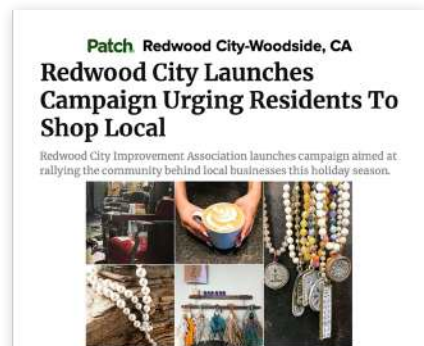 Patch Redwood City-Woodside, CA
Redwood City Launches
Campaign Urging Residents To
Shop Local
Redwood City Improvement Association launches campaign aimed at
rallying the community behind local businesses this holiday season.